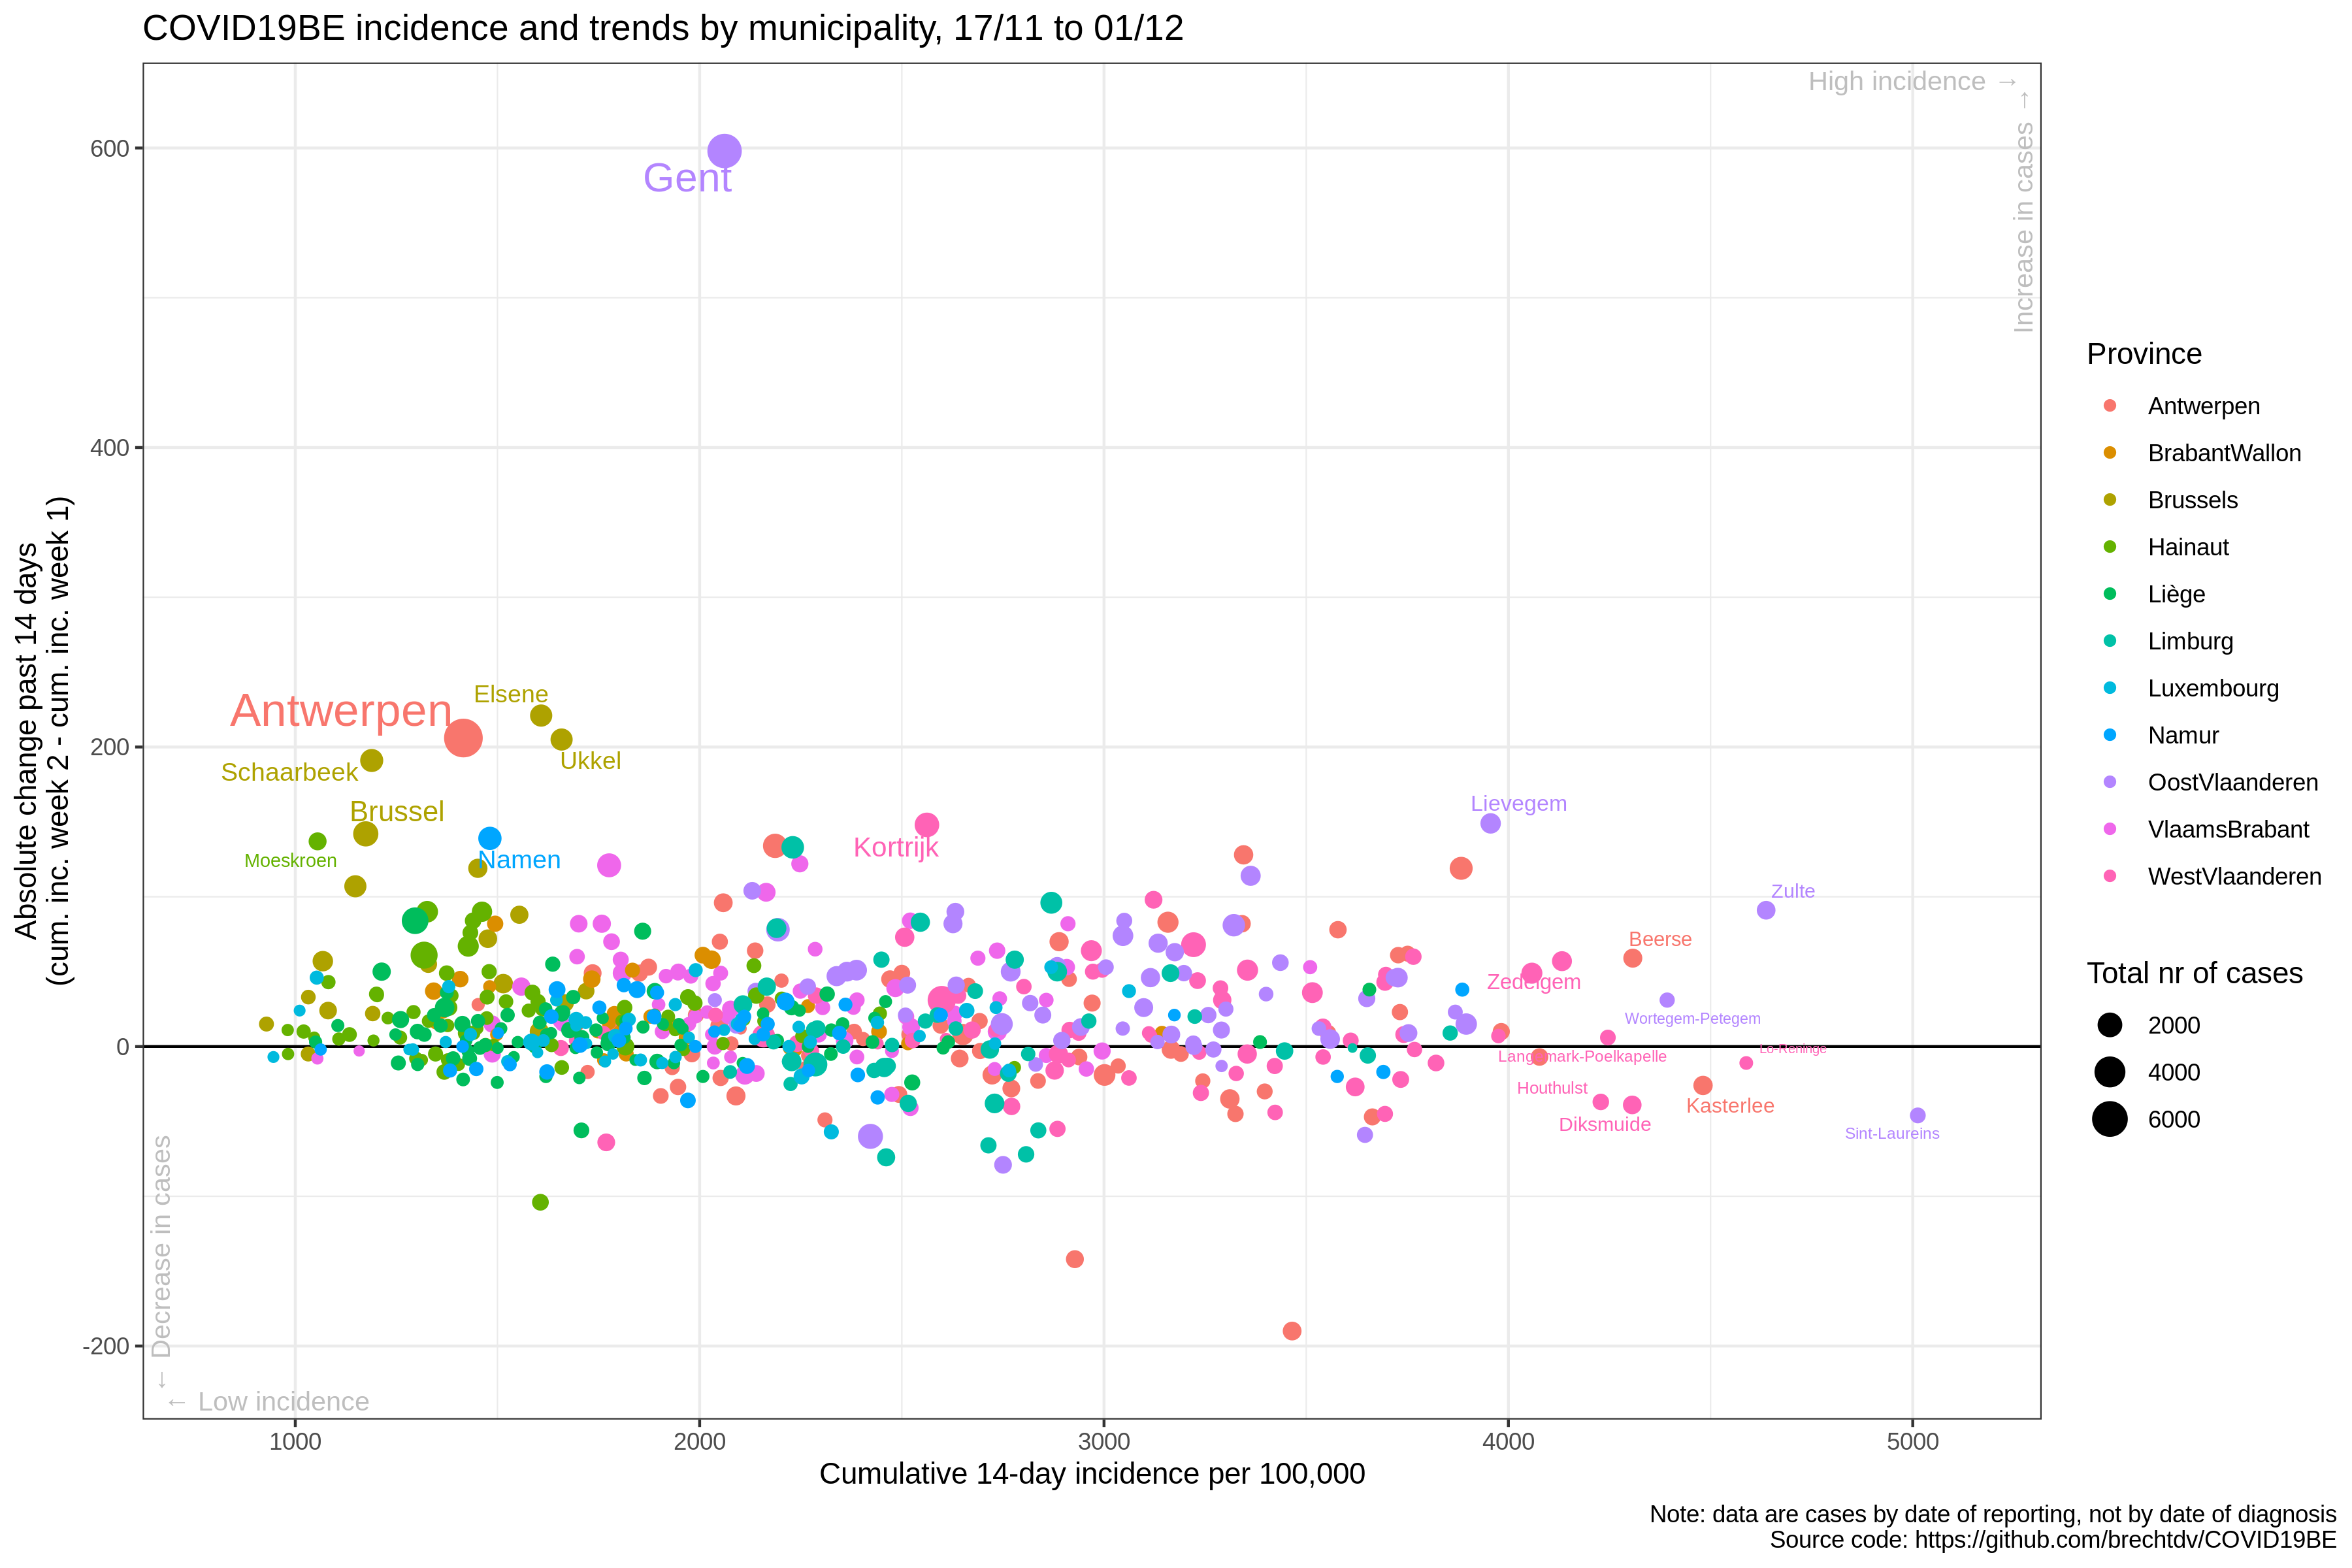 COVID19BE incidence and trends by municipality, 17/11 to 01/12
High incidence →
Increase in cases →
600
Gent
400
Absolute change past 14 days
(cum. inc. week 2 - cum. inc. week 1)
Elsene
Antwerpen
200
Ukkel
Schaarbeek
Brussel
Lievegem
Namen
Kortrijk
Moeskroen
Zulte
Beerse
Zedelgem
Wortegem-Petegem
0
Langemark-Poelkapelle
Lo-Reninge
Houthulst
Kasterlee
Diksmuide
Sint-Laureins
← Decrease in cases
-200
← Low incidence
1000
2000
3000
4000
5000
Cumulative 14-day incidence per 100,000
Province
Antwerpen
BrabantWallon
Brussels
Hainaut
Liège
Limburg
Luxembourg
Namur
OostVlaanderen
VlaamsBrabant
WestVlaanderen
Total nr of cases
2000
4000
6000
Note: data are cases by date of reporting, not by date of diagnosis
Source code: https://github.com/brechtdv/COVID19BE